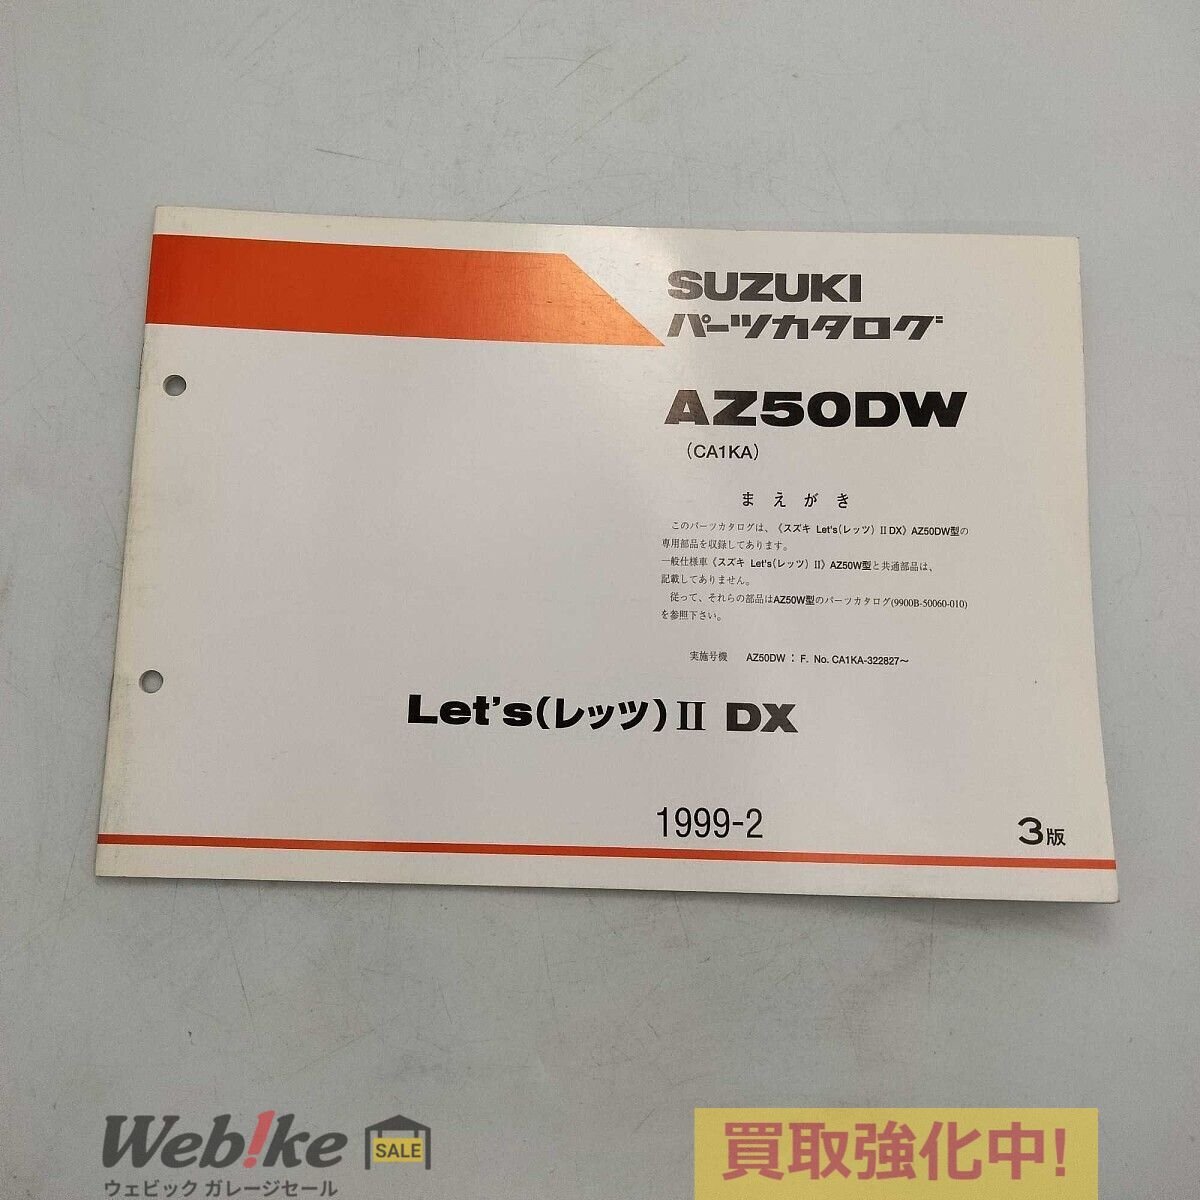 SUZUKI
パーツカタログ
AZ50DW
(CA1KA)
まえがき
このパーツカタログは、《スズキ Let's(レッツ) II DX》AZ50DW型の
専用部品を収録してあります。
一般仕様車《スズキ Let's(レッツ) II》AZ50W型と共通部品は、
記載してありません。
従って、それらの部品はAZ50W型のパーツカタログ(9900B-50060-010)
を参照下さい。
実施号機 AZ50DW : F. No. CA1KA-322827~
Let's(レッツ) II DX
1999-2
3版
Web!ke SALE
ウェビック ガレージセール
買取強化中!